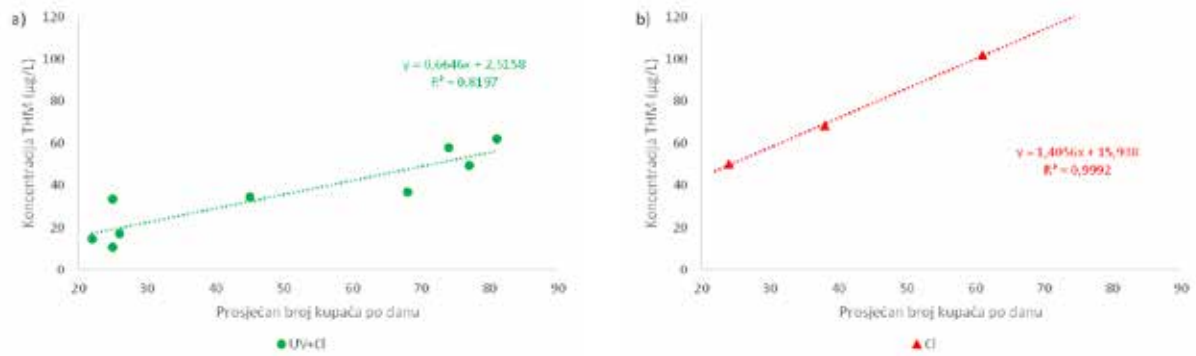 a)
120
100
80
60
40
20
0
Koncentracija THM (µg/L)
y = 0,6646x + 2,5158
R² = 0,8197
20 30 40 50 60 70 80 90
Prosječan broj kupača po danu
UV+Cl
b)
120
100
80
60
40
20
0
Koncentracija THM (µg/L)
y = 1,4056x + 15,938
R² = 0,9992
20 30 40 50 60 70 80 90
Prosječan broj kupača po danu
Cl